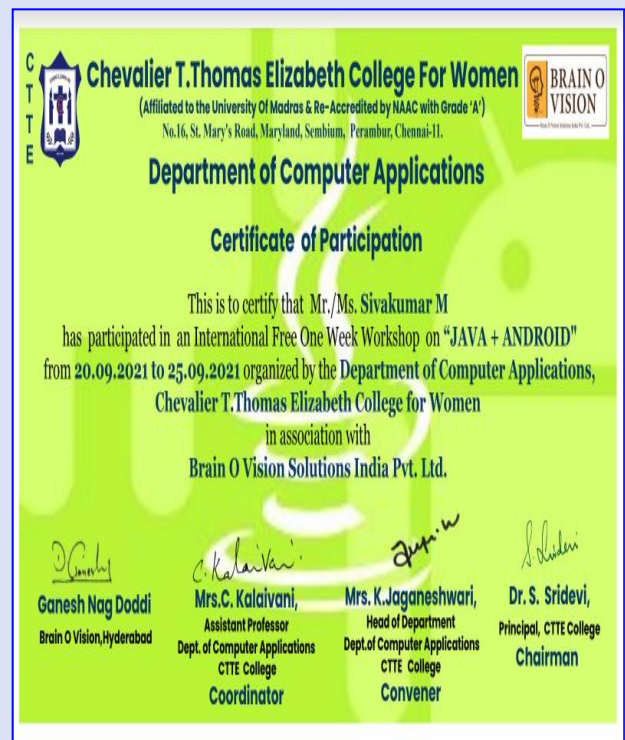 C
T
T
E
Chevalier T.Thomas Elizabeth College For Women
(Affiliated to the University Of Madras & Re-Accredited by NAAC with Grade ‘A’)
No.16, St. Mary's Road, Maryland, Sembium, Perambur, Chennai-11.
BRAIN O
VISION
Department of Computer Applications
Certificate of Participation
This is to certify that Mr./Ms. Sivakumar M
has participated in an International Free One Week Workshop on “JAVA + ANDROID"
from 20.09.2021 to 25.09.2021 organized by the Department of Computer Applications,
Chevalier T.Thomas Elizabeth College for Women
in association with
Brain O Vision Solutions India Pvt. Ltd.
Ganesh Nag Doddi
Brain O Vision,Hyderabad
C. Kalaivani.
Mrs.C. Kalaivani,
Assistant Professor
Dept. of Computer Applications
CTTE College
Coordinator
Mrs. K.Jaganeshwari,
Head of Department
Dept.of Computer Applications
CTTE College
Convener
S. Sridevi
Dr. S. Sridevi,
Principal, CTTE College
Chairman